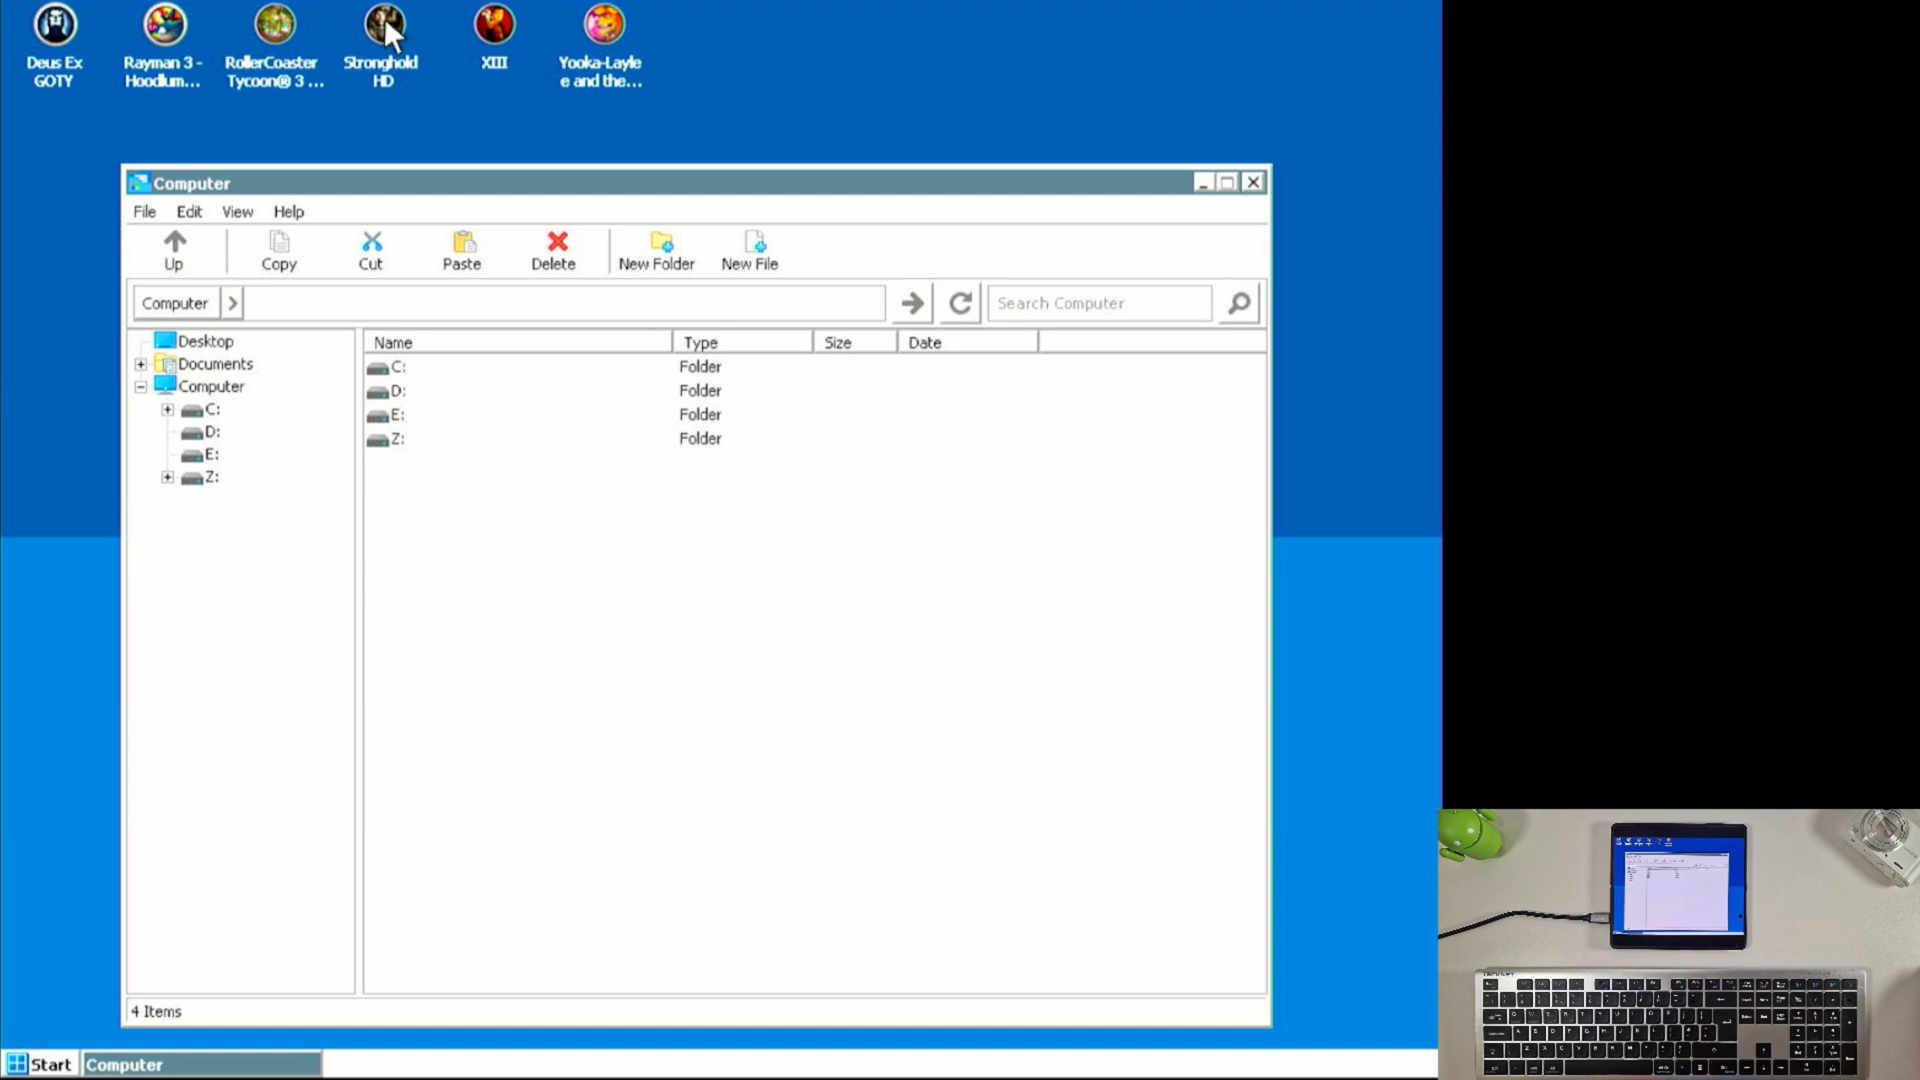 Deus Ex
GOTY
Rayman 3 -
Hoodlum...
RollerCoaster
Tycoon® 3 ...
Stronghold
HD
XIII
Yooka-Layle
e and the...
Computer
File Edit View Help
Up Copy Cut Paste Delete New Folder New File
Computer Search Computer
Desktop
Documents
Computer
C:
D:
E:
Z:
Name Type Size Date
C: Folder
D: Folder
E: Folder
Z: Folder
4 Items
Start Computer